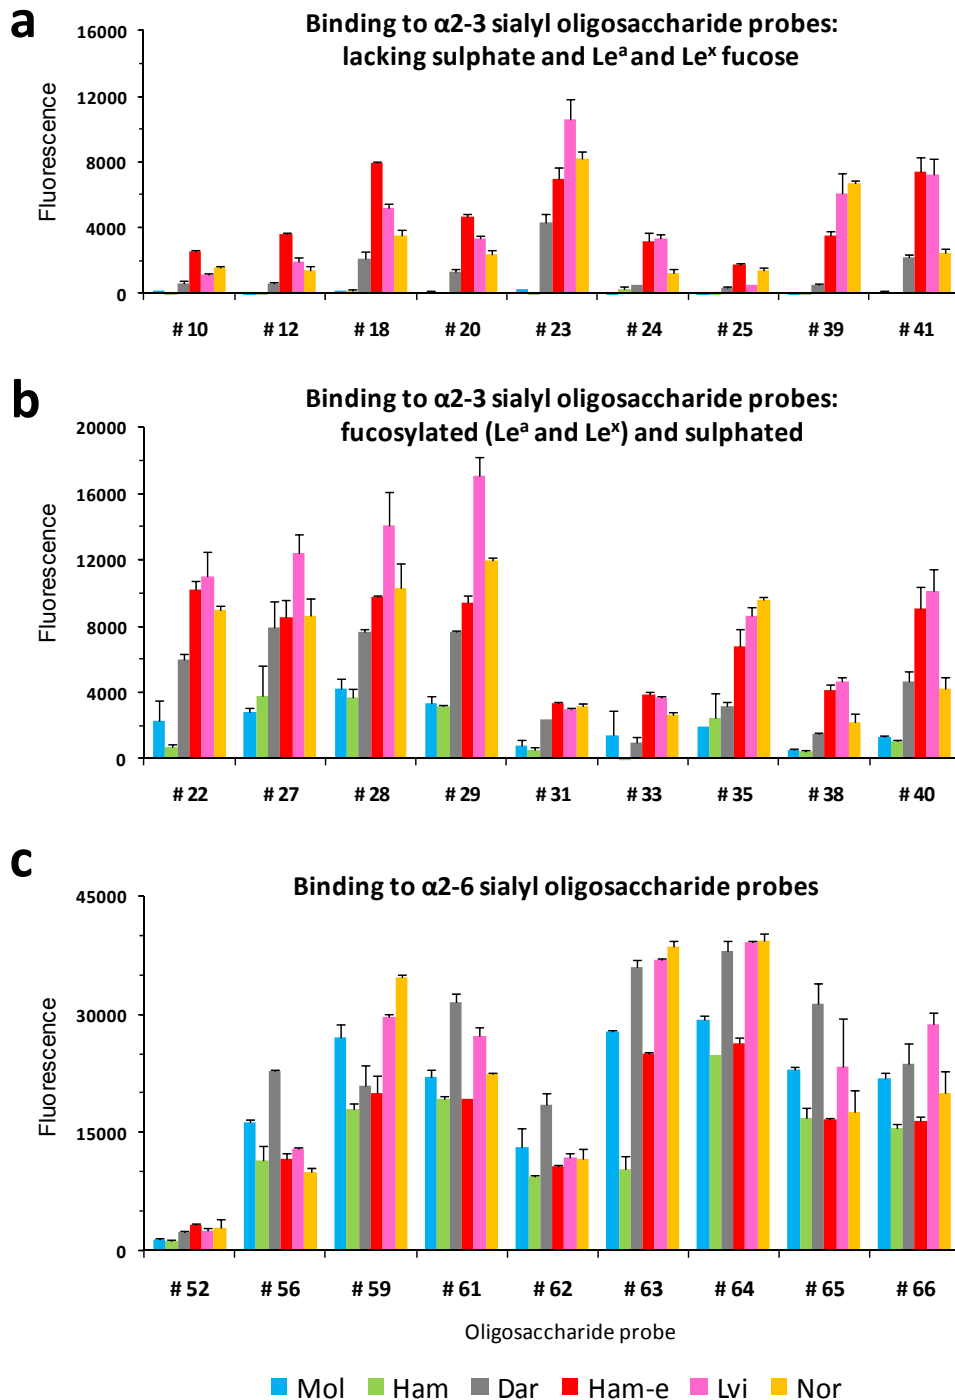 a
Binding to α2-3 sialyl oligosaccharide probes:
lacking sulphate and Leᵃ and Leˣ fucose
16000
12000
8000
4000
0
Fluorescence
# 10 # 12 # 18 # 20 # 23 # 24 # 25 # 39 # 41
b
Binding to α2-3 sialyl oligosaccharide probes:
fucosylated (Leᵃ and Leˣ) and sulphated
20000
16000
12000
8000
4000
0
Fluorescence
# 22 # 27 # 28 # 29 # 31 # 33 # 35 # 38 # 40
c
Binding to α2-6 sialyl oligosaccharide probes
45000
30000
15000
0
Fluorescence
# 52 # 56 # 59 # 61 # 62 # 63 # 64 # 65 # 66
Oligosaccharide probe
Mol Ham Dar Ham-e Lvi Nor